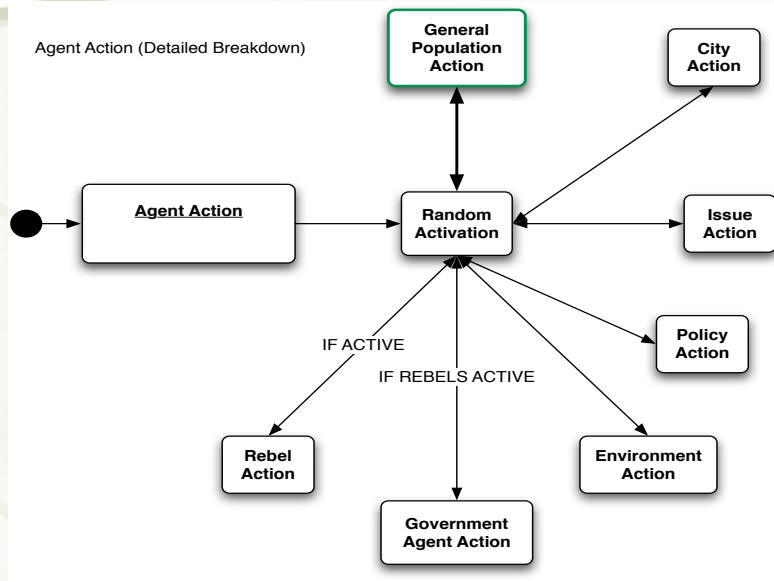 Agent Action (Detailed Breakdown)
General
Population
Action
City
Action
Agent Action
Random
Activation
Issue
Action
Policy
Action
IF ACTIVE
IF REBELS ACTIVE
Rebel
Action
Environment
Action
Government
Agent Action